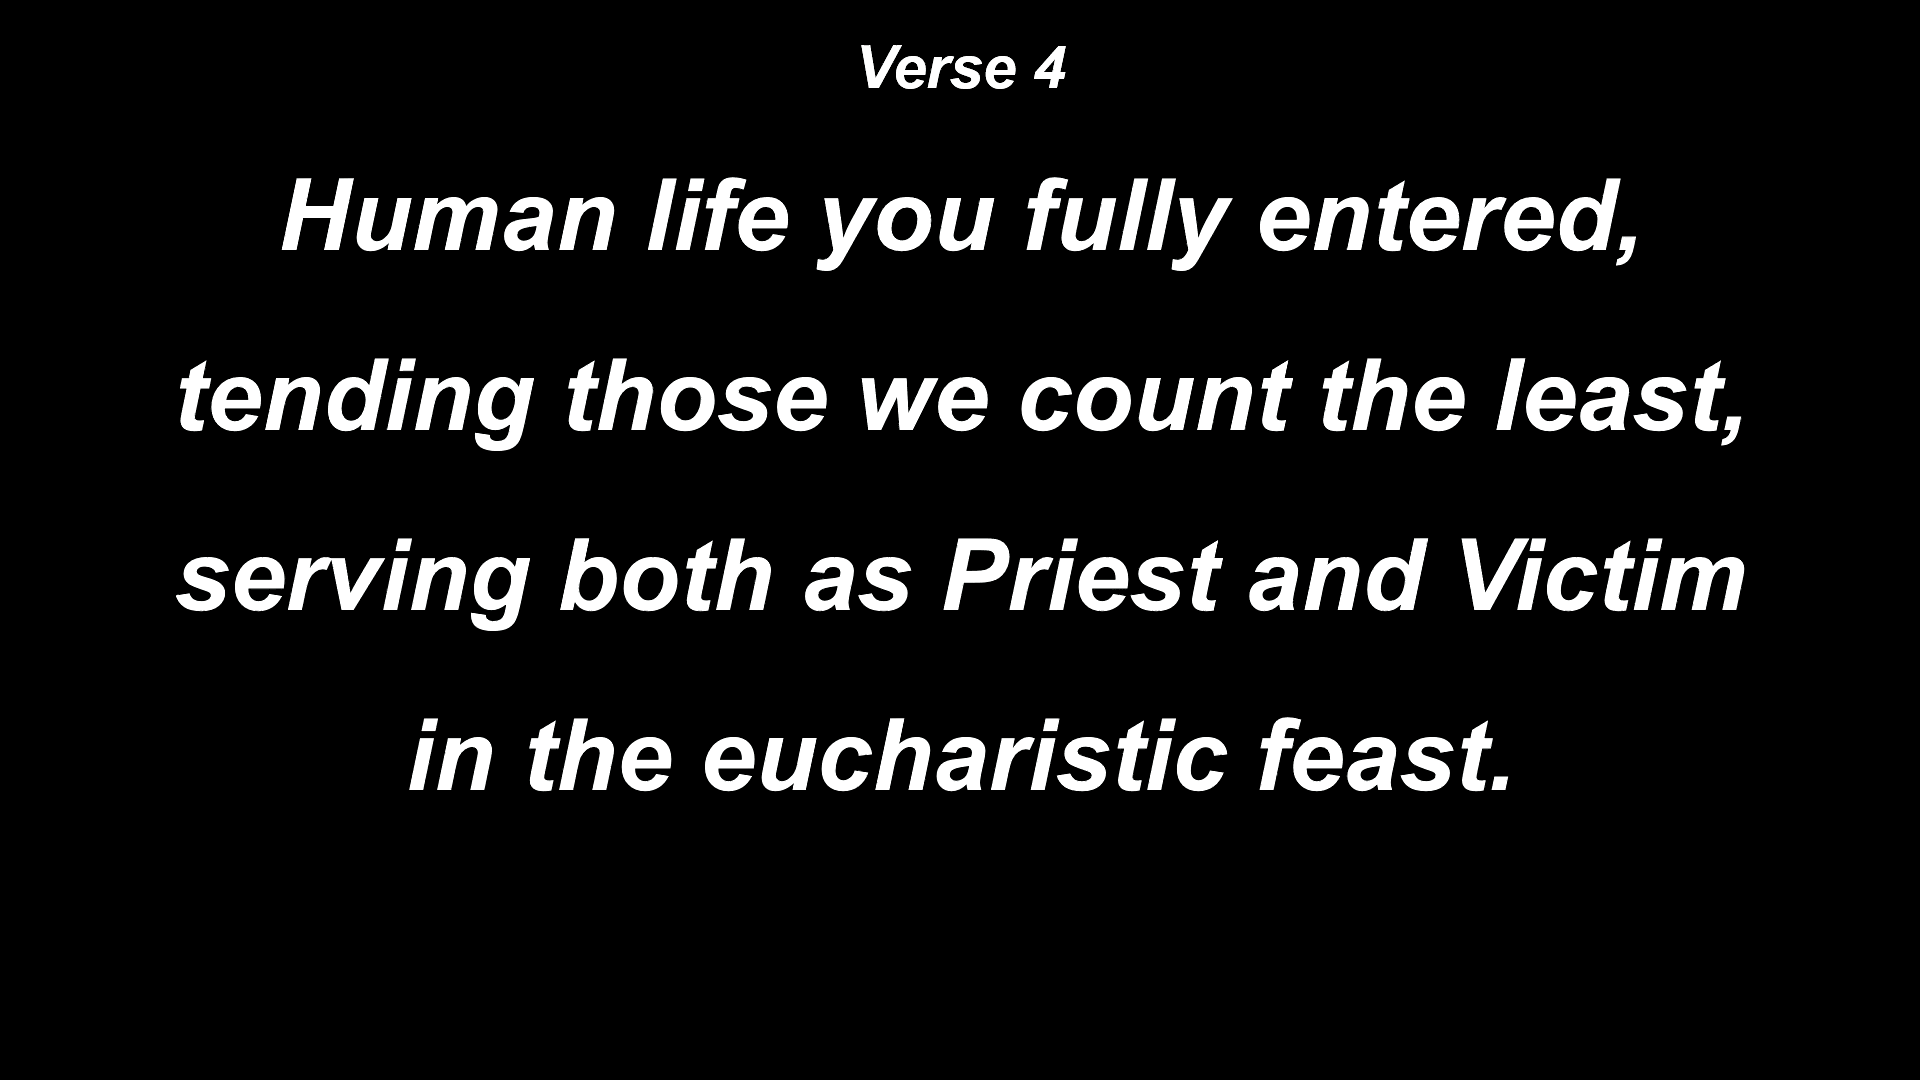 Verse 4
Human life you fully entered,
tending those we count the least,
serving both as Priest and Victim
in the eucharistic feast.